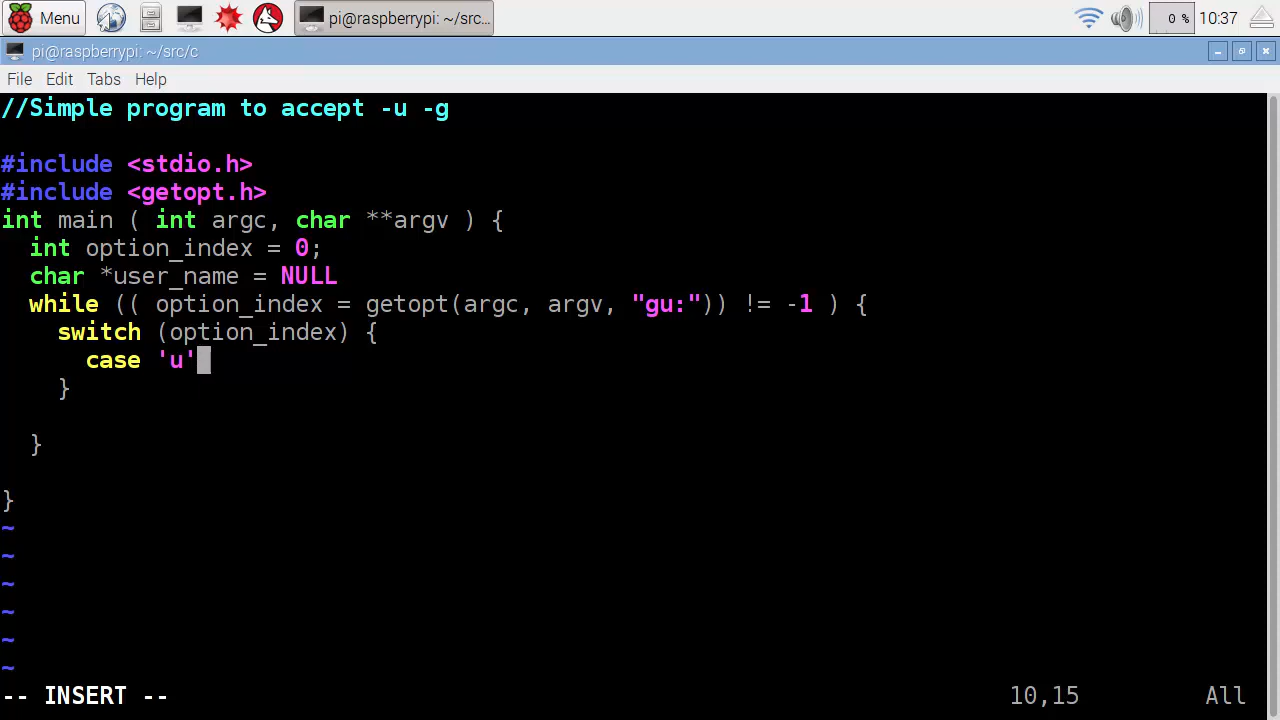 Menu
pi@raspberrypi: ~/src...
0 %
10:37
pi@raspberrypi: ~/src/c
File Edit Tabs Help
//Simple program to accept -u -g
#include <stdio.h>
#include <getopt.h>
int main ( int argc, char **argv ) {
  int option_index = 0;
  char *user_name = NULL
  while (( option_index = getopt(argc, argv, "gu:")) != -1 ) {
    switch (option_index) {
      case 'u'
    }
  }
}
~
~
~
~
~
~
-- INSERT -- 10,15 All